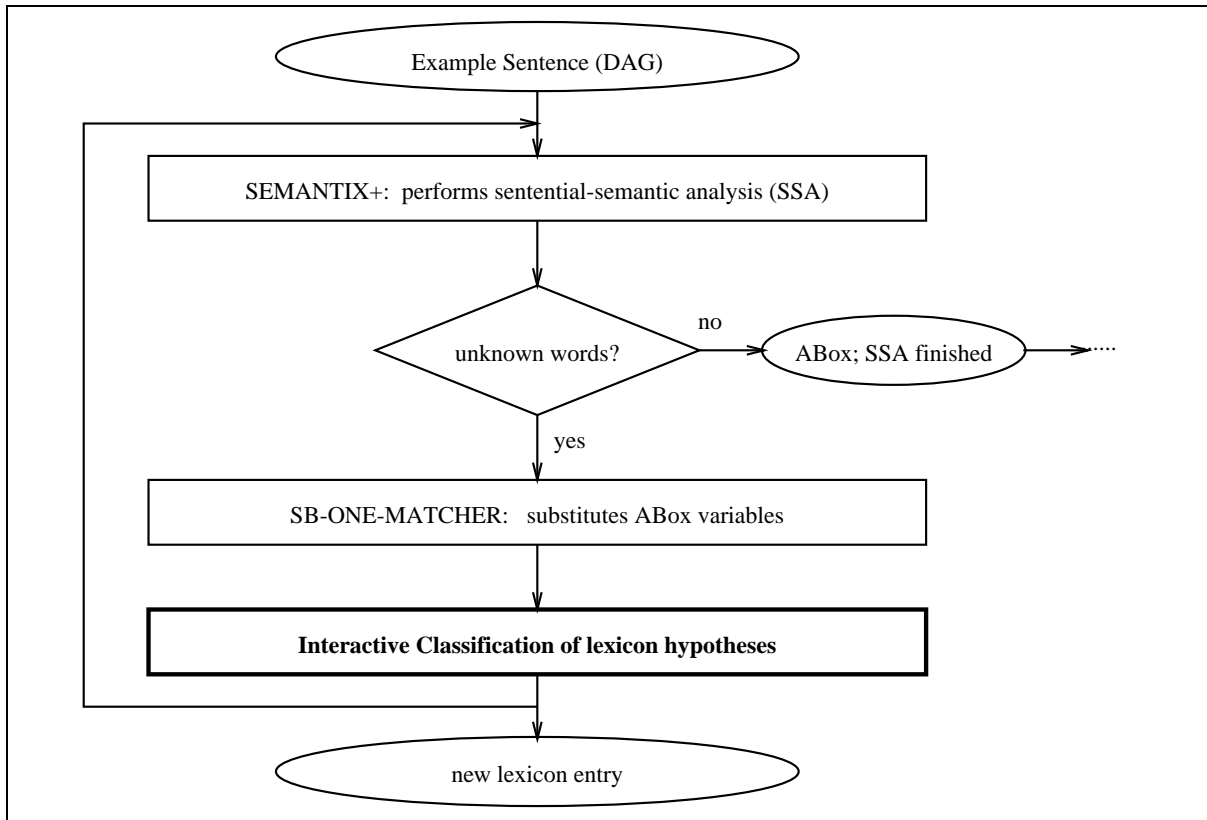 Example Sentence (DAG)
SEMANTIX+: performs sentential-semantic analysis (SSA)
no
unknown words?
ABox; SSA finished
.....
yes
SB-ONE-MATCHER: substitutes ABox variables
Interactive Classification of lexicon hypotheses
new lexicon entry